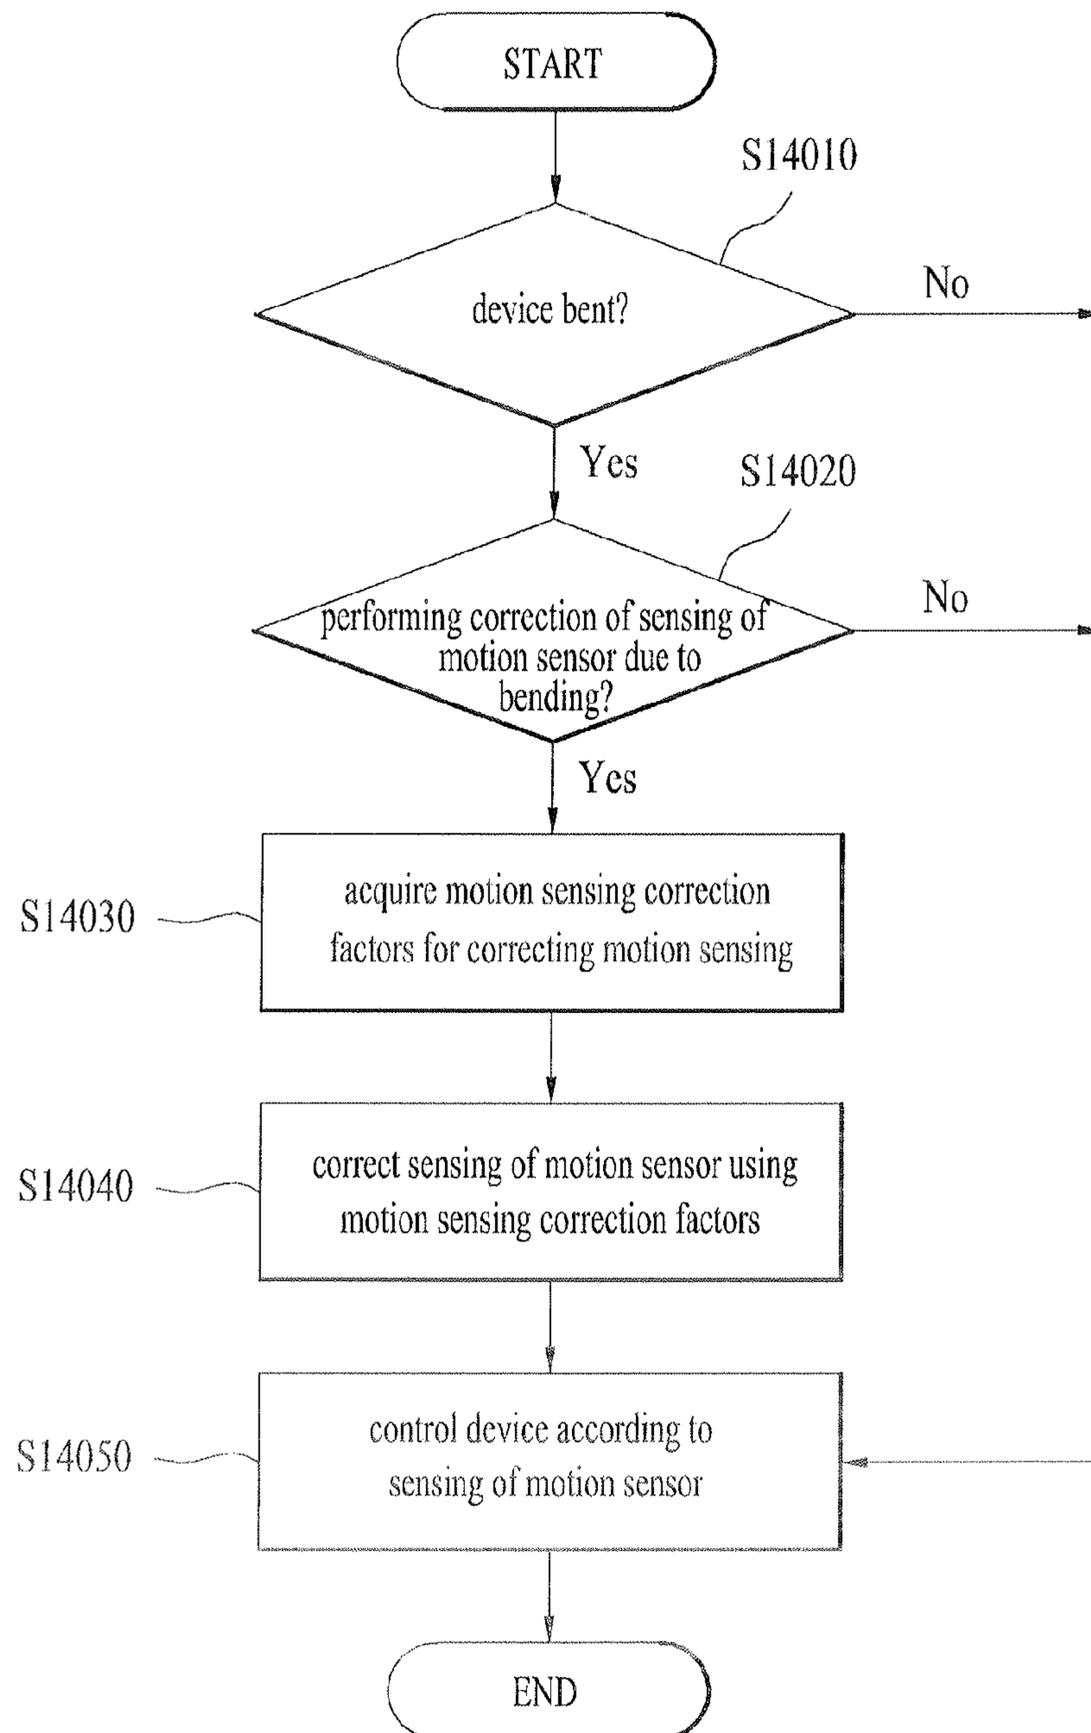 START
S14010
device bent?
No
Yes
S14020
performing correction of sensing of
motion sensor due to
bending?
No
Yes
S14030
acquire motion sensing correction
factors for correcting motion sensing
S14040
correct sensing of motion sensor using
motion sensing correction factors
S14050
control device according to
sensing of motion sensor
END